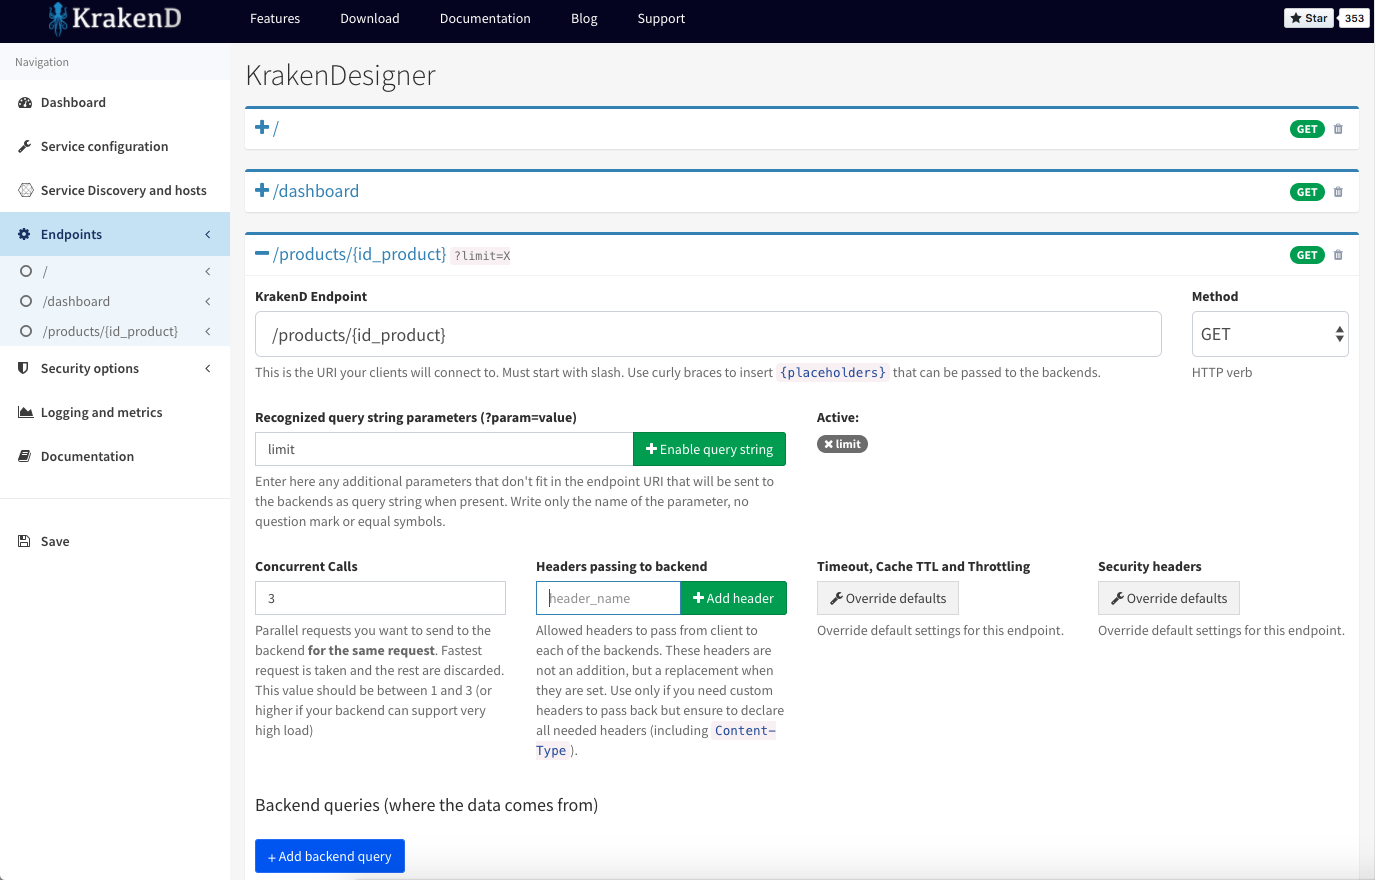 KrakenD
Features Download Documentation Blog Support
Star 353
Navigation
Dashboard
Service configuration
Service Discovery and hosts
Endpoints
/
/dashboard
/products/{id_product}
Security options
Logging and metrics
Documentation
Save
KrakenDesigner
/ GET
/dashboard GET
/products/{id_product} ?limit=X GET
KrakenD Endpoint
/products/{id_product}
This is the URI your clients will connect to. Must start with slash. Use curly braces to insert {placeholders} that can be passed to the backends.
Method
GET
HTTP verb
Recognized query string parameters (?param=value)
limit
Enable query string
Enter here any additional parameters that don't fit in the endpoint URI that will be sent to
the backends as query string when present. Write only the name of the parameter, no
question mark or equal symbols.
Active:
limit
Concurrent Calls
3
Parallel requests you want to send to the
backend for the same request. Fastest
request is taken and the rest are discarded.
This value should be between 1 and 3 (or
higher if your backend can support very
high load)
Headers passing to backend
header_name
Add header
Allowed headers to pass from client to
each of the backends. These headers are
not an addition, but a replacement when
they are set. Use only if you need custom
headers to pass back but ensure to declare
all needed headers (including Content-
Type ).
Timeout, Cache TTL and Throttling
Override defaults
Override default settings for this endpoint.
Security headers
Override defaults
Override default settings for this endpoint.
Backend queries (where the data comes from)
+ Add backend query